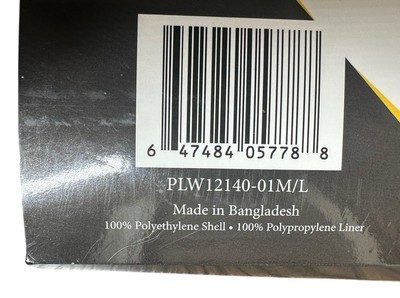 6 47484 05778 8
PLW12140-01M/L
Made in Bangladesh
100% Polyethylene Shell • 100% Polypropylene Liner